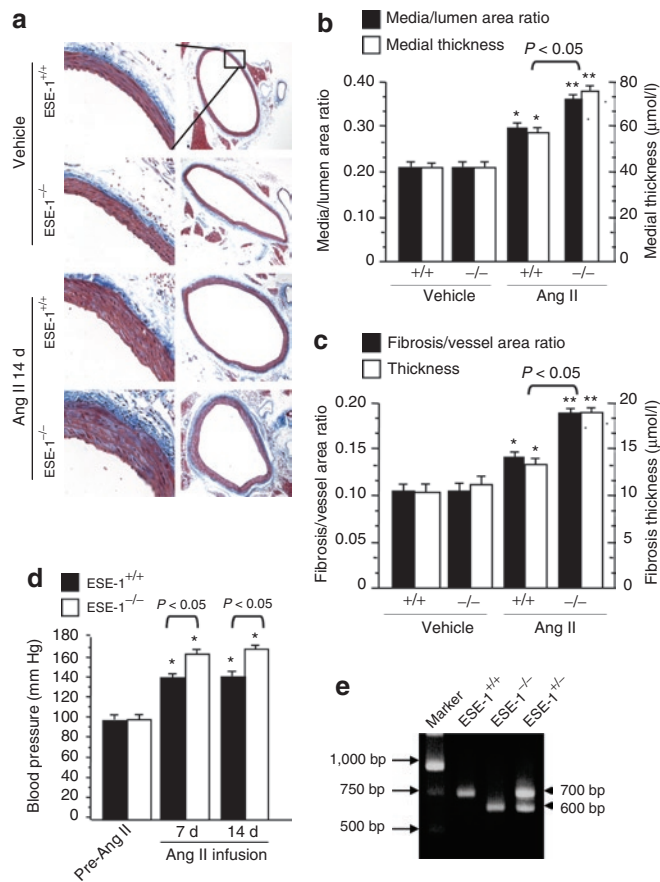 a
Vehicle
ESE-1+/+
ESE-1−/−
Ang II 14 d
ESE-1+/+
ESE-1−/−
b
Media/lumen area ratio
Medial thickness
P < 0.05
Media/lumen area ratio
0.40
0.30
0.20
0.10
0
* * ** **
80
60
40
20
0
Medial thickness (μmol/l)
+/+ −/− +/+ −/−
Vehicle Ang II
c
Fibrosis/vessel area ratio
Thickness
P < 0.05
Fibrosis/vessel area ratio
0.20
0.15
0.10
0.05
0
* * ** **
20
15
10
5
0
Fibrosis thickness (μmol/l)
+/+ −/− +/+ −/−
Vehicle Ang II
d
ESE-1+/+
ESE-1−/−
P < 0.05 P < 0.05
Blood pressure (mm Hg)
180
160
140
120
100
80
60
40
20
0
* * * *
Pre-Ang II
7 d 14 d
Ang II infusion
e
Marker ESE-1+/+ ESE-1−/− ESE-1+/−
1,000 bp
750 bp
500 bp
700 bp
600 bp